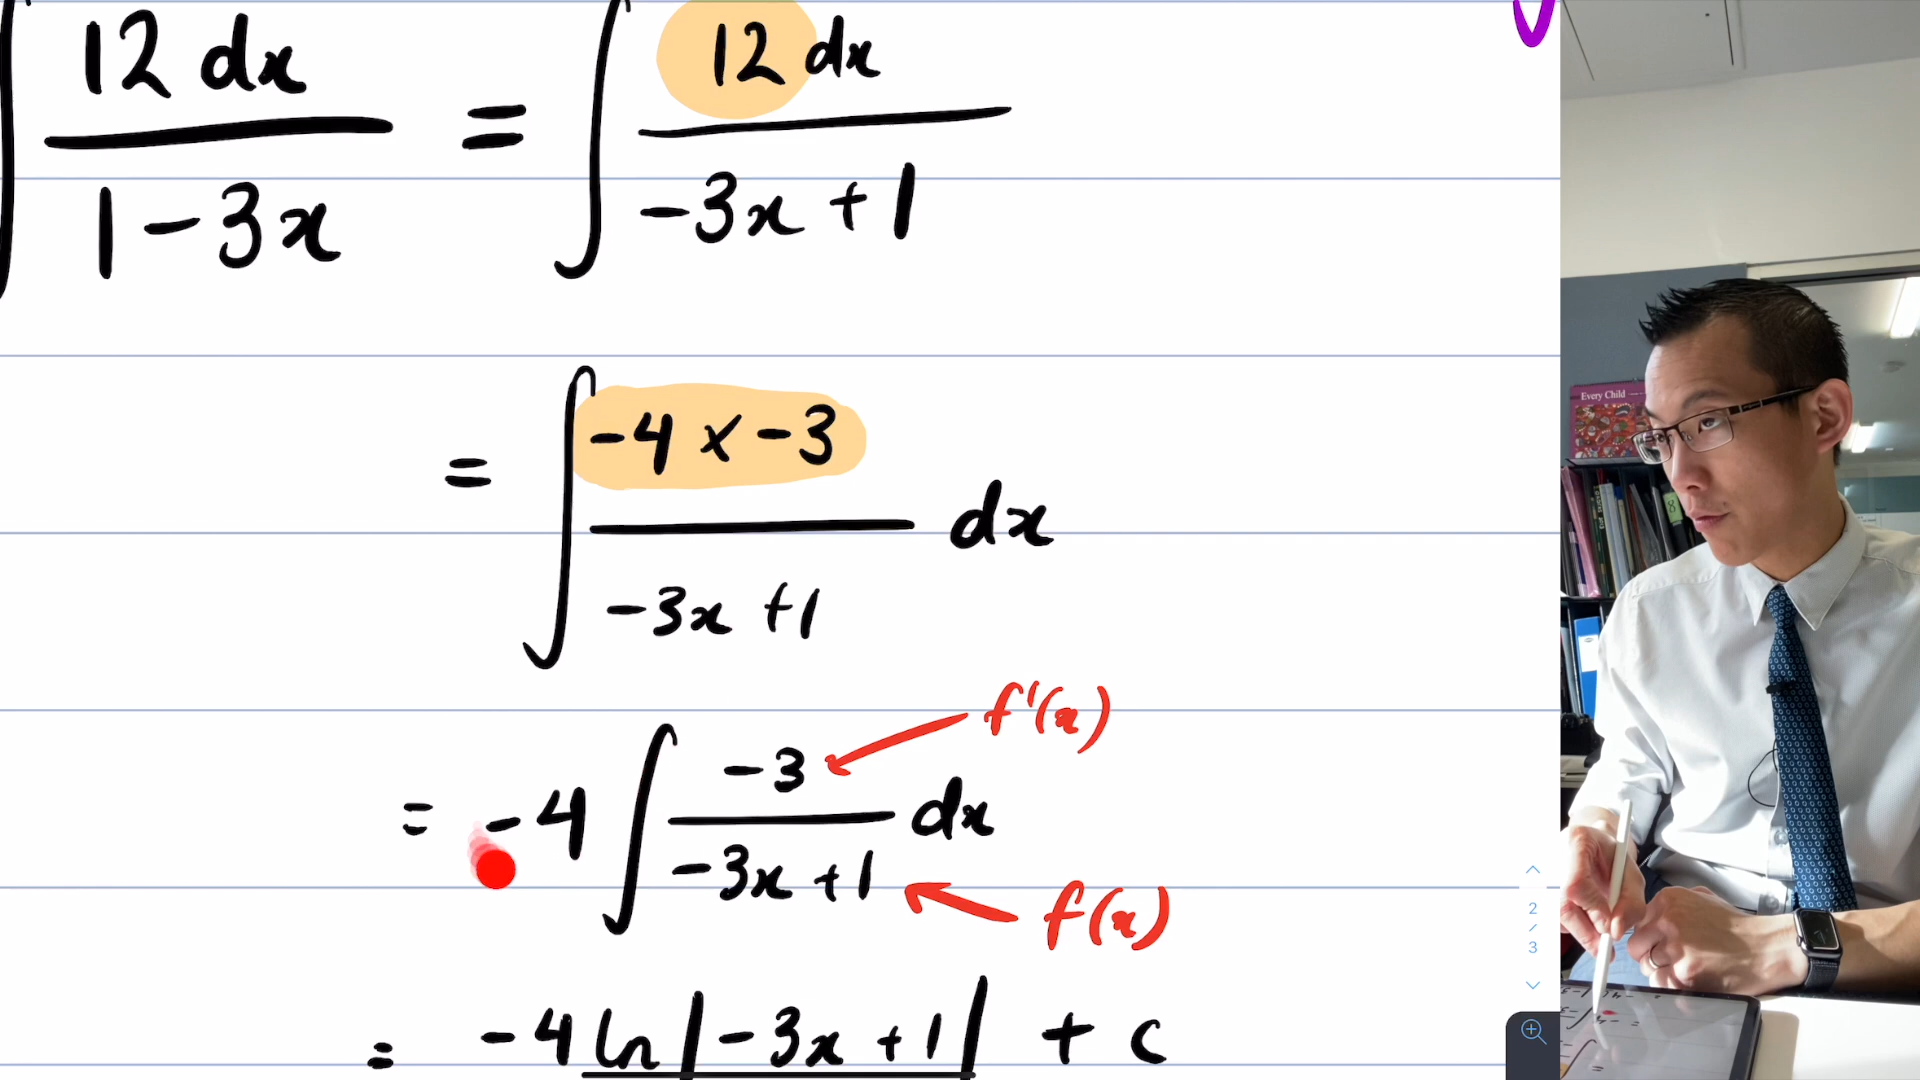 ∫ 12 dx / 1 - 3x = ∫ 12 dx / -3x + 1
= ∫ -4 x -3 / -3x + 1 dx
= -4 ∫ -3 / -3x + 1 dx
f'(x)
f(x)
= -4 ln |-3x + 1| + c
Every Child
8
2
/
3